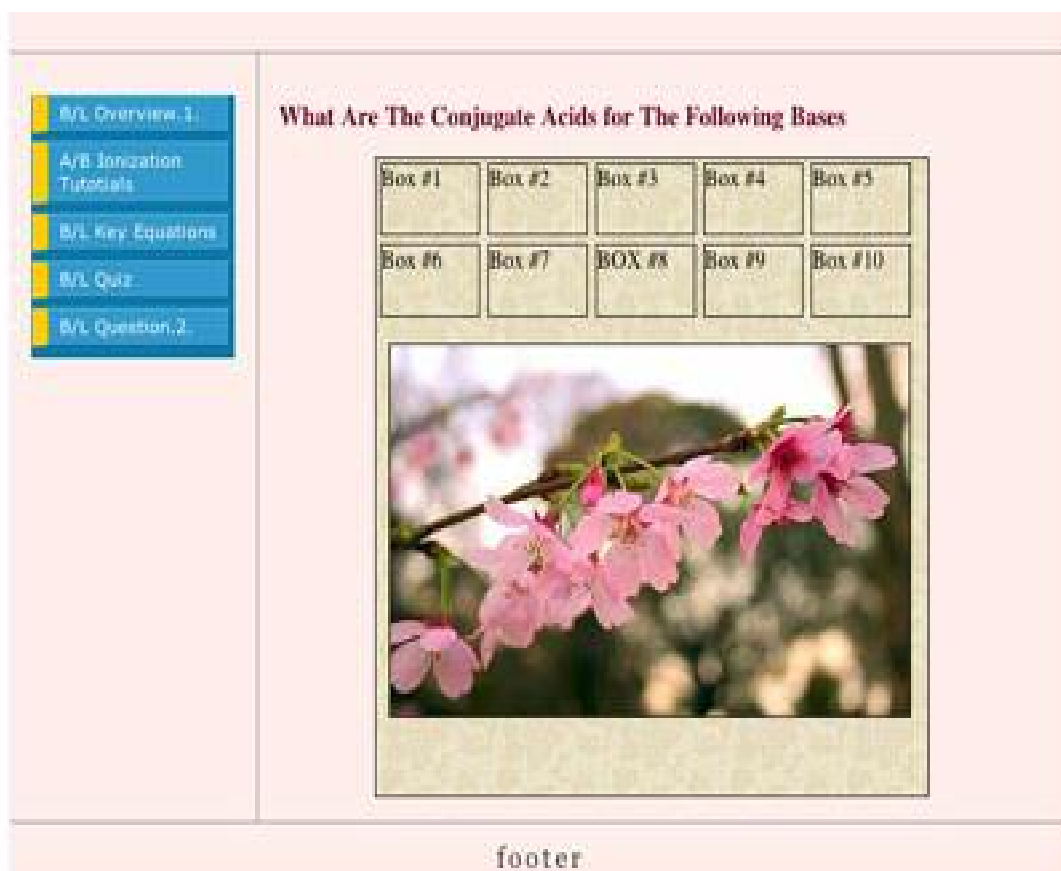 B/L Overview.1.
A/B Ionization
Tutotials
B/L Key Equations
B/L Quiz
B/L Question.2.
What Are The Conjugate Acids for The Following Bases
Box #1 Box #2 Box #3 Box #4 Box #5
Box #6 Box #7 BOX #8 Box #9 Box #10
footer